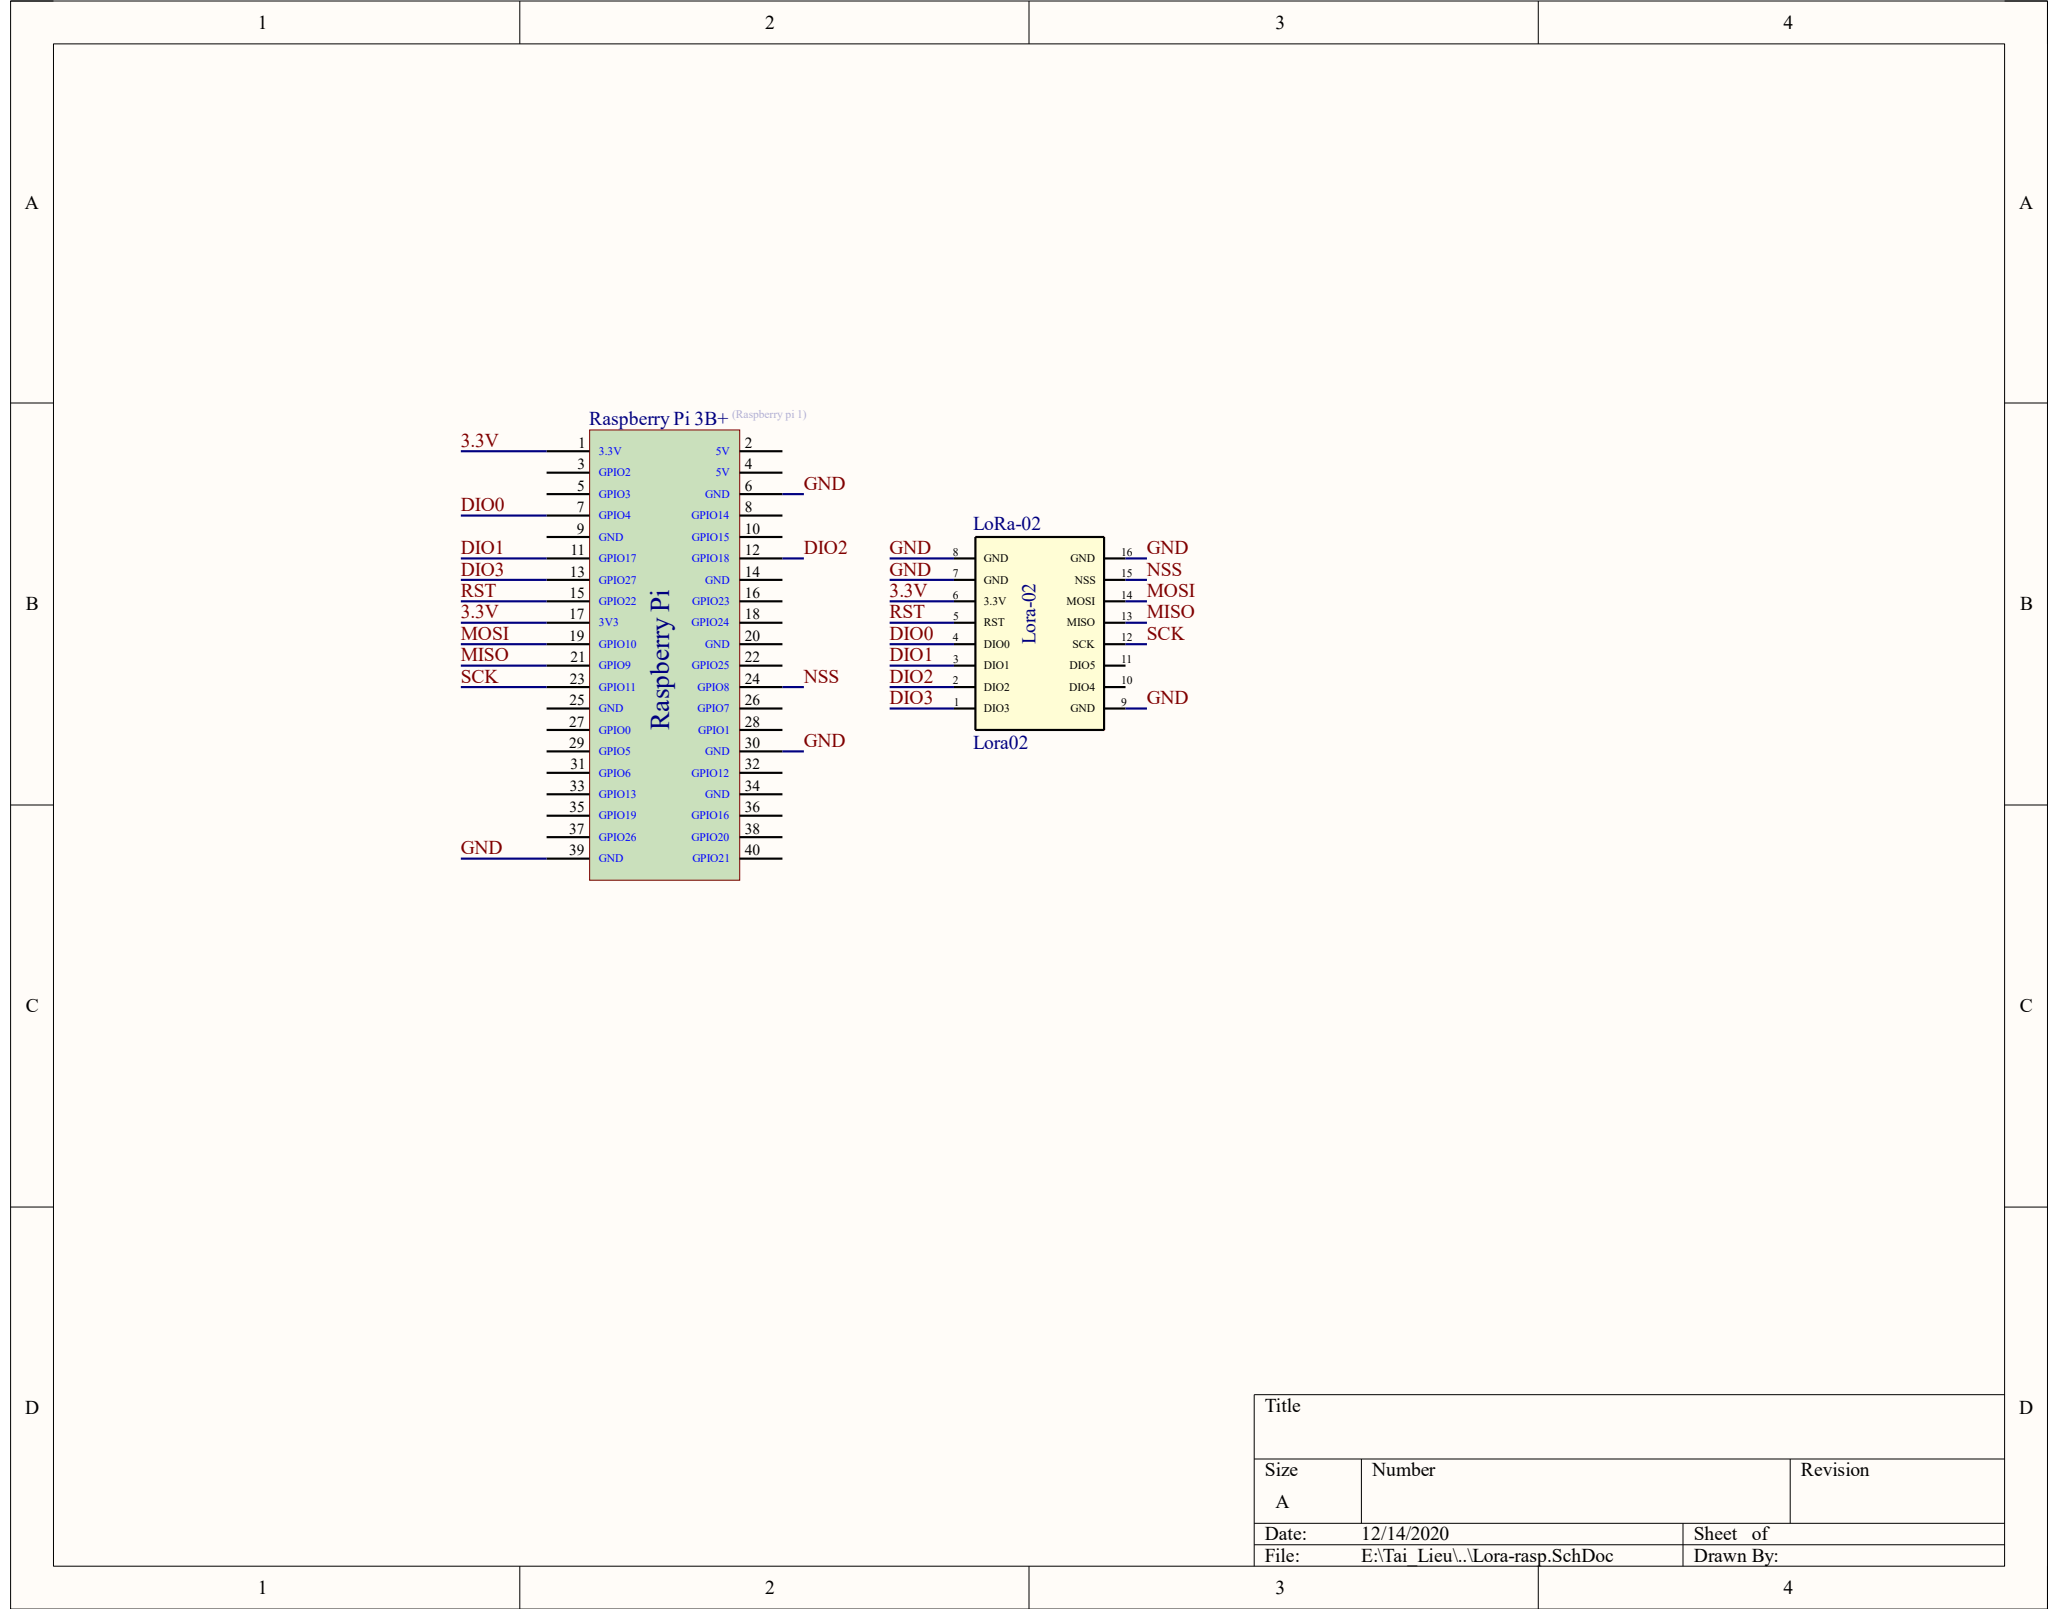 1 2 3 4
A A
B B
C C
D D
Raspberry Pi 3B+ (Raspberry pi 1)
3.3V 1 3.3V 5V 2
3 GPIO2 5V 4
5 GPIO3 GND 6 GND
DIO0 7 GPIO4 GPIO14 8
9 GND GPIO15 10
DIO1 11 GPIO17 GPIO18 12 DIO2
DIO3 13 GPIO27 GND 14
RST 15 GPIO22 GPIO23 16
3.3V 17 3V3 GPIO24 18
MOSI 19 GPIO10 GND 20
MISO 21 GPIO9 GPIO25 22
SCK 23 GPIO11 GPIO8 24 NSS
25 GND GPIO7 26
27 GPIO0 GPIO1 28
29 GPIO5 GND 30 GND
31 GPIO6 GPIO12 32
33 GPIO13 GND 34
35 GPIO19 GPIO16 36
37 GPIO26 GPIO20 38
GND 39 GND GPIO21 40
Raspberry Pi
LoRa-02
GND 8 GND GND 16 GND
GND 7 GND NSS 15 NSS
3.3V 6 3.3V MOSI 14 MOSI
RST 5 RST MISO 13 MISO
DIO0 4 DIO0 SCK 12 SCK
DIO1 3 DIO1 DIO5 11
DIO2 2 DIO2 DIO4 10
DIO3 1 DIO3 GND 9 GND
Lora-02
Lora02
Title
Size Number Revision
A
Date: 12/14/2020 Sheet of
File: E:\Tai_Lieu\..\Lora-rasp.SchDoc Drawn By:
1 2 3 4